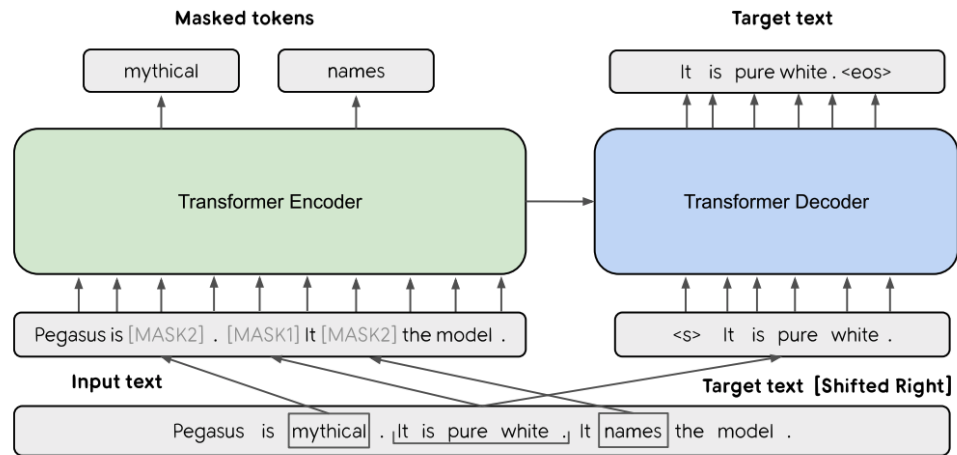 Masked tokens
Target text
mythical
names
It is pure white . <eos>
Transformer Encoder
Transformer Decoder
Pegasus is [MASK2] . [MASK1] It [MASK2] the model .
<s> It is pure white .
Input text
Target text [Shifted Right]
Pegasus is mythical . It is pure white . It names the model .